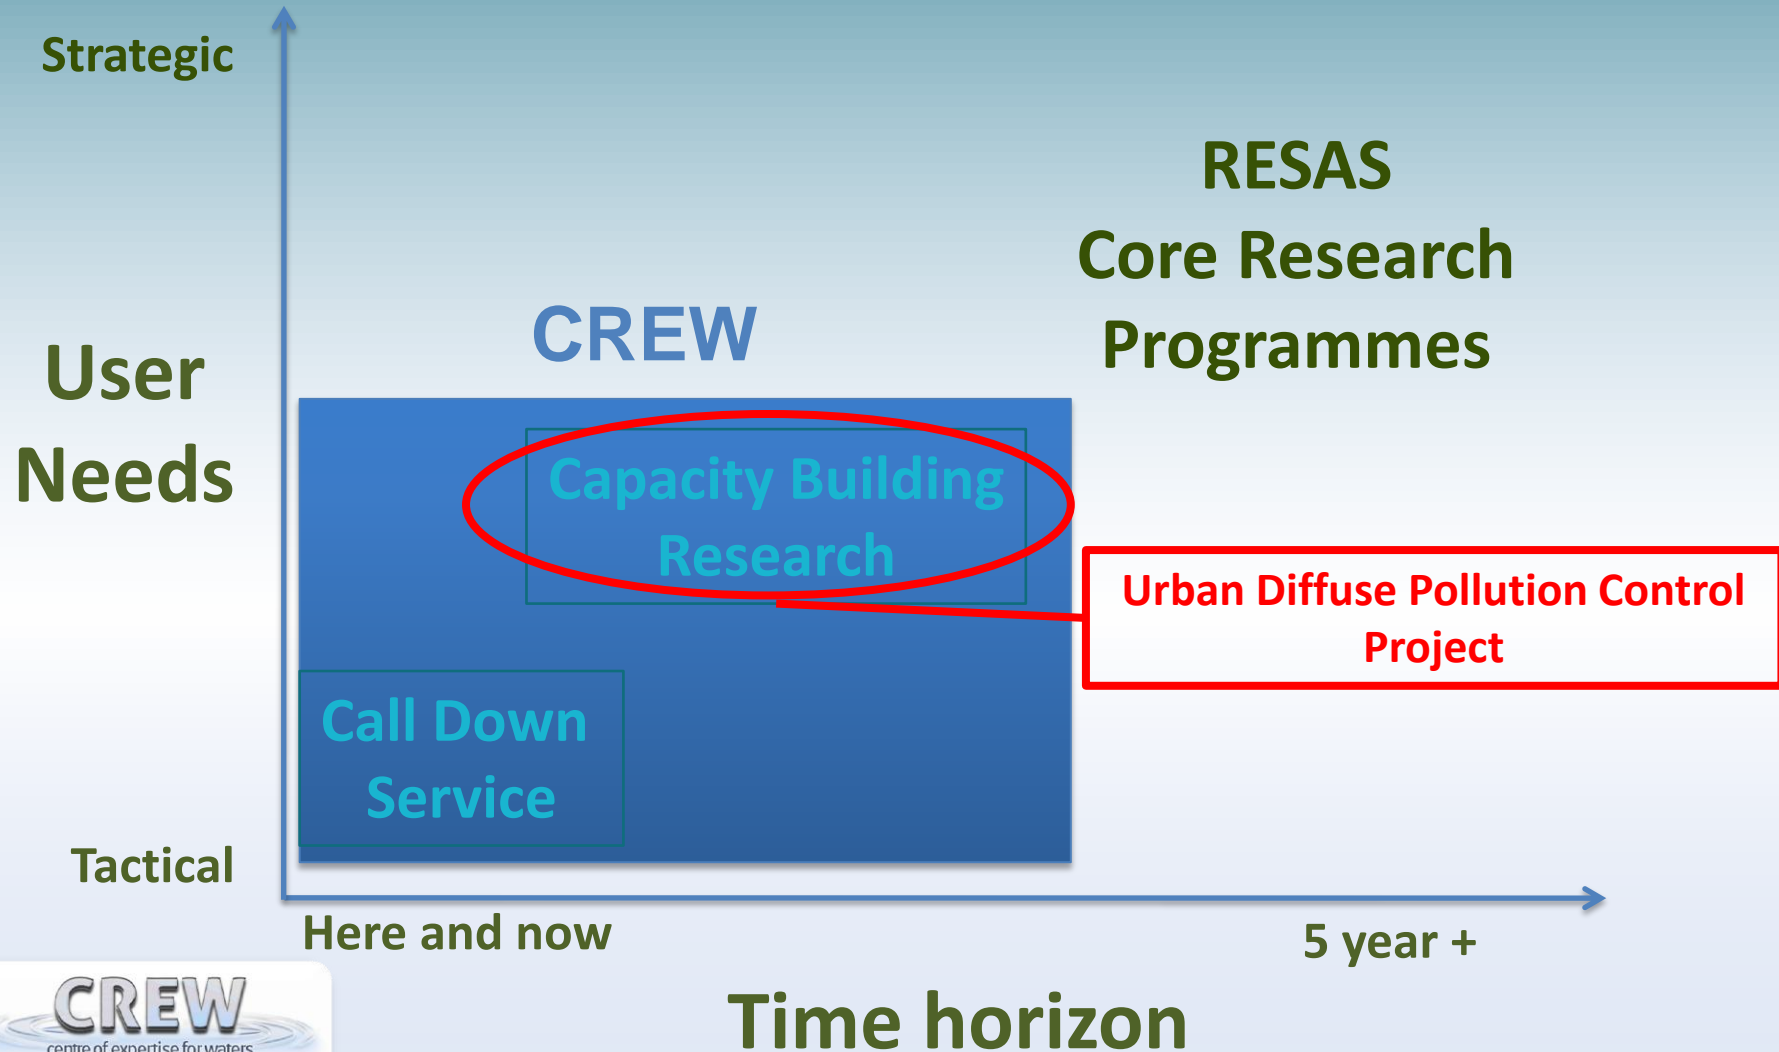 Strategic
RESAS
Core Research
Programmes
CREW
User
Needs
Capacity Building
Research
Urban Diffuse Pollution Control
Project
Call Down
Service
Tactical
Here and now
5 year +
Time horizon
CREW
centre of expertise for waters